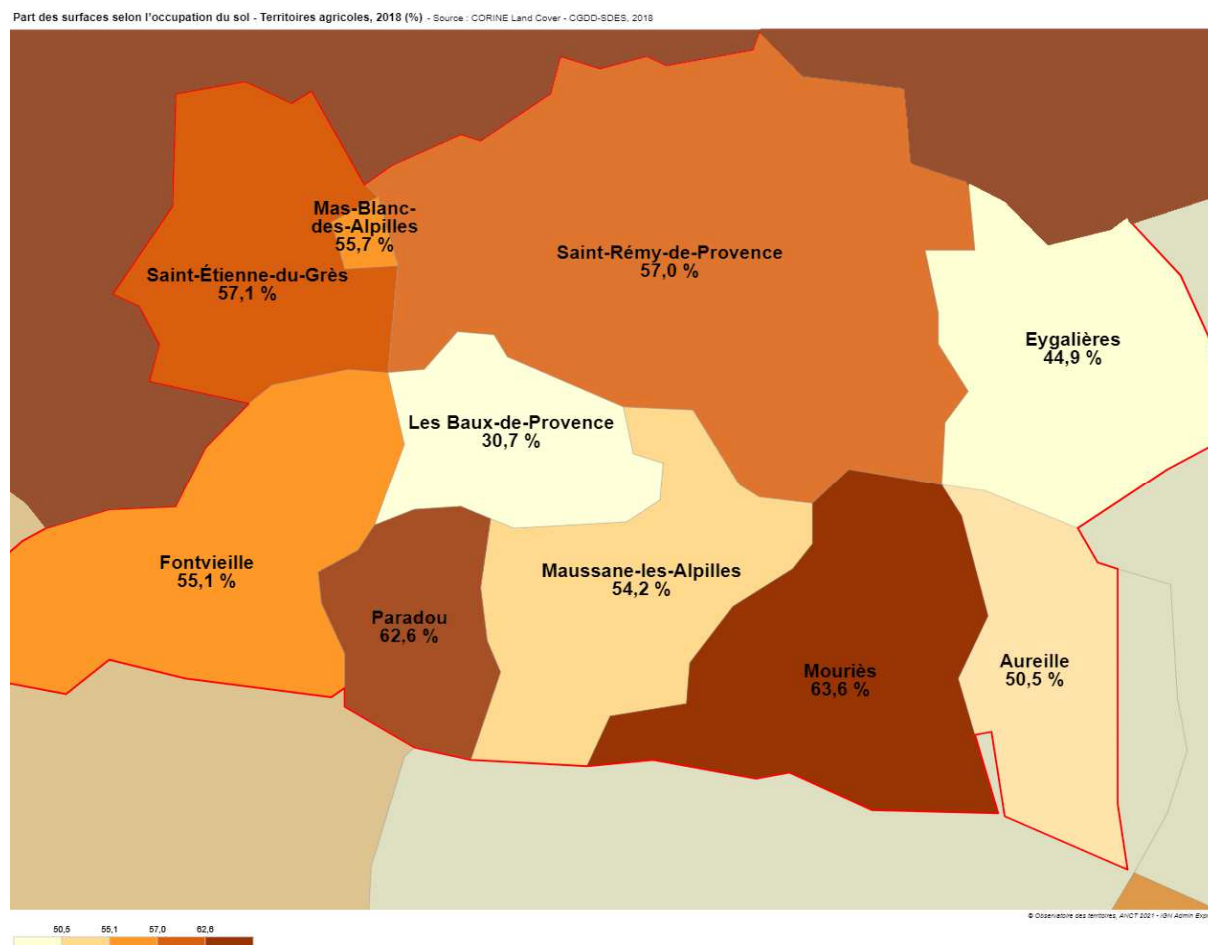 Part des surfaces selon l'occupation du sol - Territoires agricoles, 2018 (%) - Source : CORINE Land Cover - CGDD-SDES, 2018
Mas-Blanc-
des-Alpilles
55,7 %
Saint-Étienne-du-Grès
57,1 %
Saint-Rémy-de-Provence
57,0 %
Eygalières
44,9 %
Les Baux-de-Provence
30,7 %
Fontvieille
55,1 %
Maussane-les-Alpilles
54,2 %
Paradou
62,6 %
Mouriès
63,6 %
Aureille
50,5 %
© Observatoire des territoires, ANCT 2021 - IGN Admin Expr
50,5 55,1 57,0 62,6